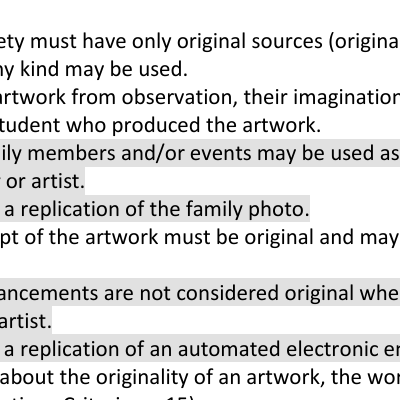 ety must have only original sources (origina
ny kind may be used.
artwork from observation, their imagination
tudent who produced the artwork.
ily members and/or events may be used as
or artist.
a replication of the family photo.
pt of the artwork must be original and may
ancements are not considered original whe
artist.
a replication of an automated electronic e
about the originality of an artwork, the wo